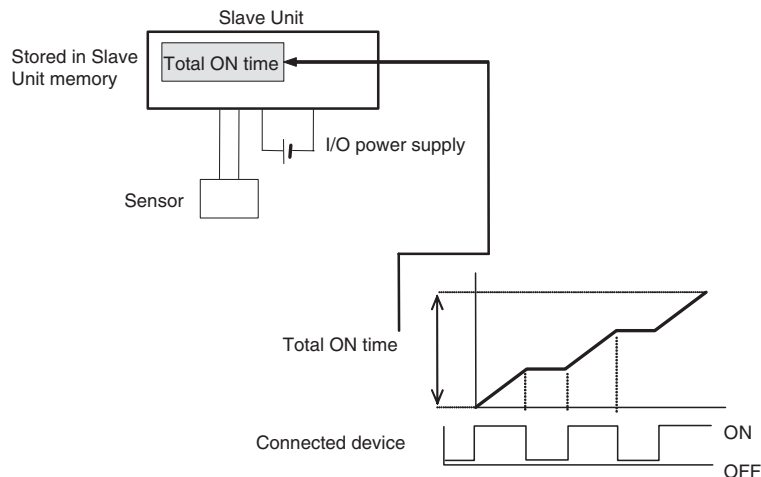 Slave Unit
Stored in Slave
Unit memory
Total ON time
I/O power supply
Sensor
Total ON time
Connected device
ON
OFF